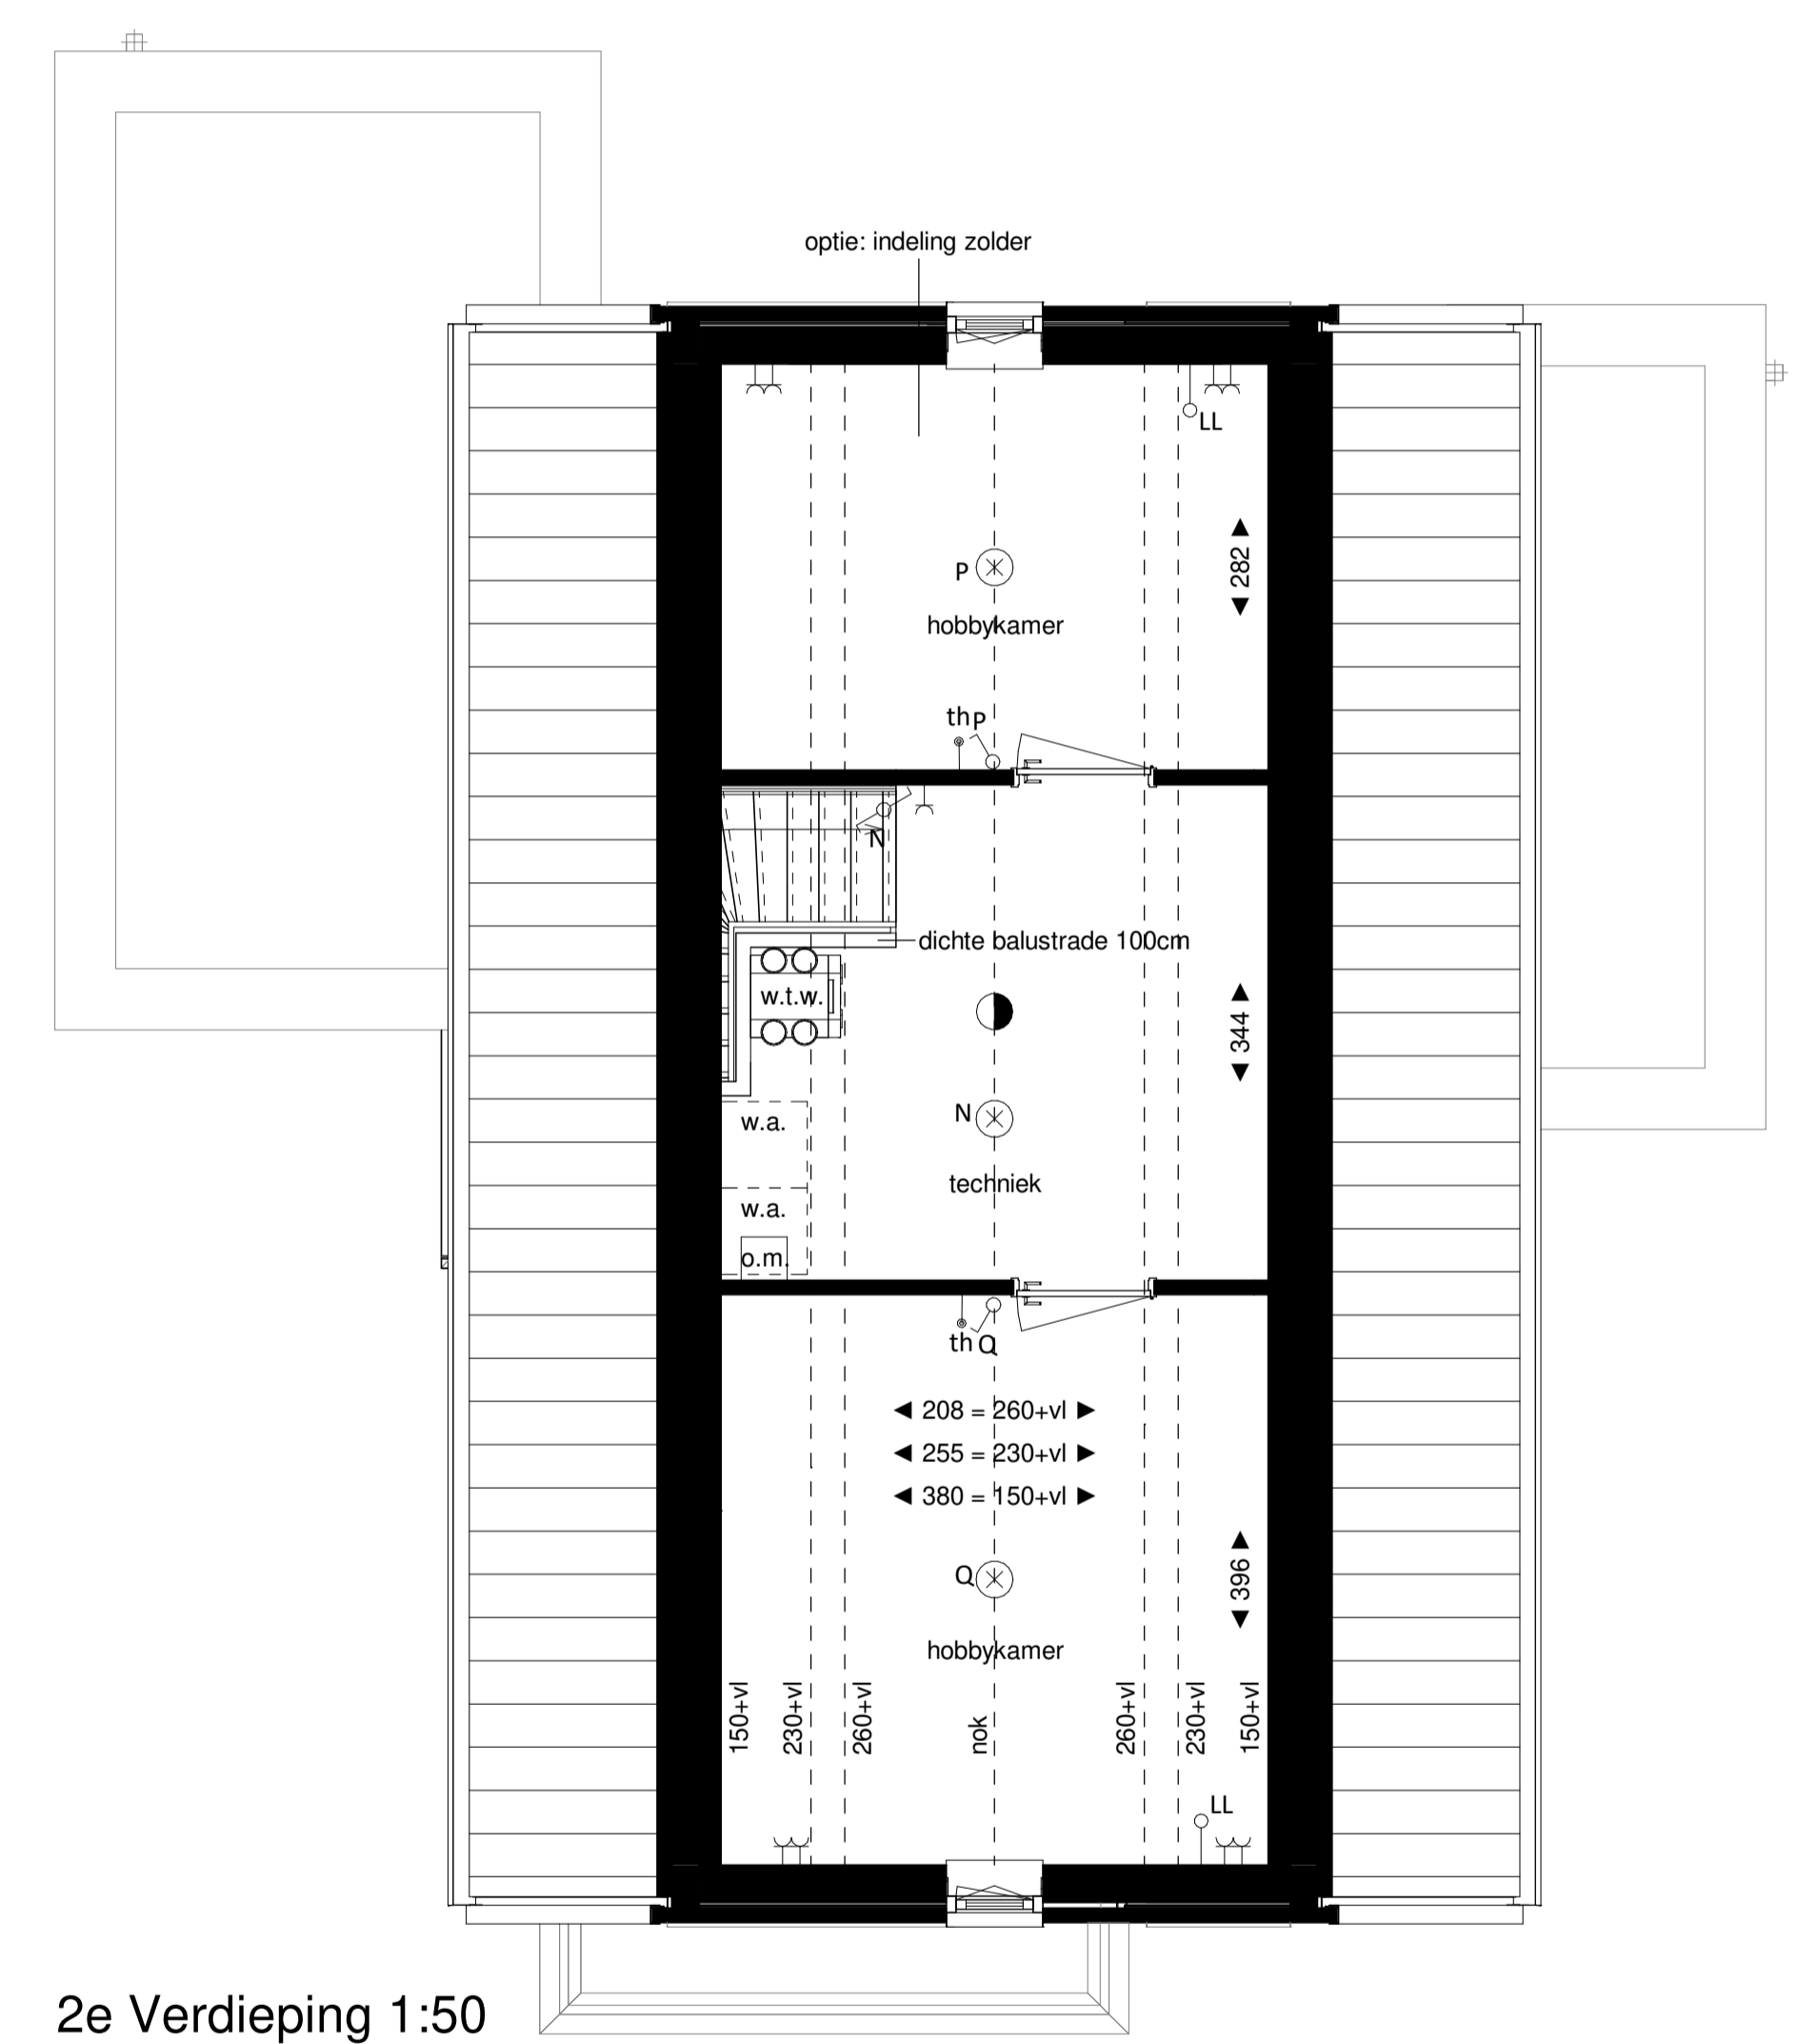 optie: indeling zolder
LL
282
P
hobbykamer
th P
N
dichte balustrade 100cm
w.t.w.
344
w.a.
N
techniek
w.a.
o.m.
th Q
208 = 260+vl
255 = 230+vl
380 = 150+vl
396
Q
hobbykamer
150+vl
230+vl
260+vl
nok
260+vl
230+vl
150+vl
LL
2e Verdieping 1:50